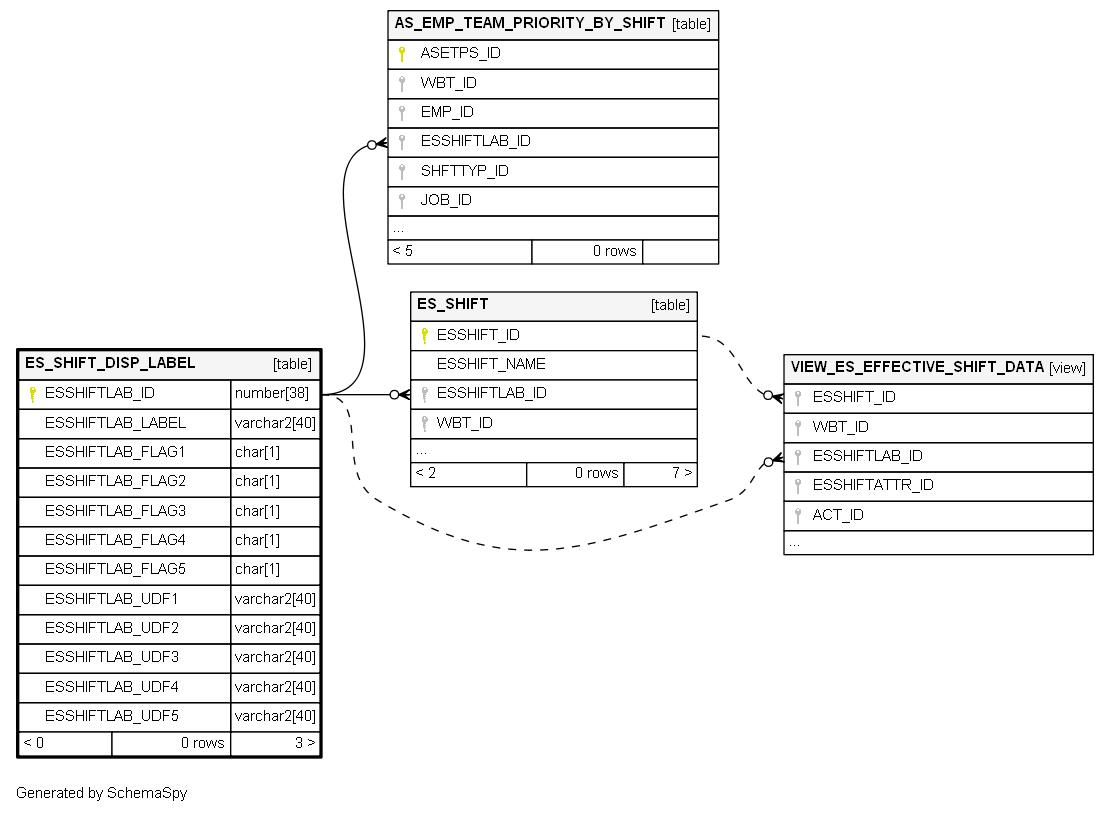 AS_EMP_TEAM_PRIORITY_BY_SHIFT [table]
ASETPS_ID
WBT_ID
EMP_ID
ESSHIFTLAB_ID
SHFTTYP_ID
JOB_ID
...
< 5 0 rows
ES_SHIFT [table]
ESSHIFT_ID
ESSHIFT_NAME
ESSHIFTLAB_ID
WBT_ID
...
< 2 0 rows 7 >
ES_SHIFT_DISP_LABEL [table]
ESSHIFTLAB_ID number[38]
ESSHIFTLAB_LABEL varchar2[40]
ESSHIFTLAB_FLAG1 char[1]
ESSHIFTLAB_FLAG2 char[1]
ESSHIFTLAB_FLAG3 char[1]
ESSHIFTLAB_FLAG4 char[1]
ESSHIFTLAB_FLAG5 char[1]
ESSHIFTLAB_UDF1 varchar2[40]
ESSHIFTLAB_UDF2 varchar2[40]
ESSHIFTLAB_UDF3 varchar2[40]
ESSHIFTLAB_UDF4 varchar2[40]
ESSHIFTLAB_UDF5 varchar2[40]
< 0 0 rows 3 >
VIEW_ES_EFFECTIVE_SHIFT_DATA [view]
ESSHIFT_ID
WBT_ID
ESSHIFTLAB_ID
ESSHIFTATTR_ID
ACT_ID
...
Generated by SchemaSpy